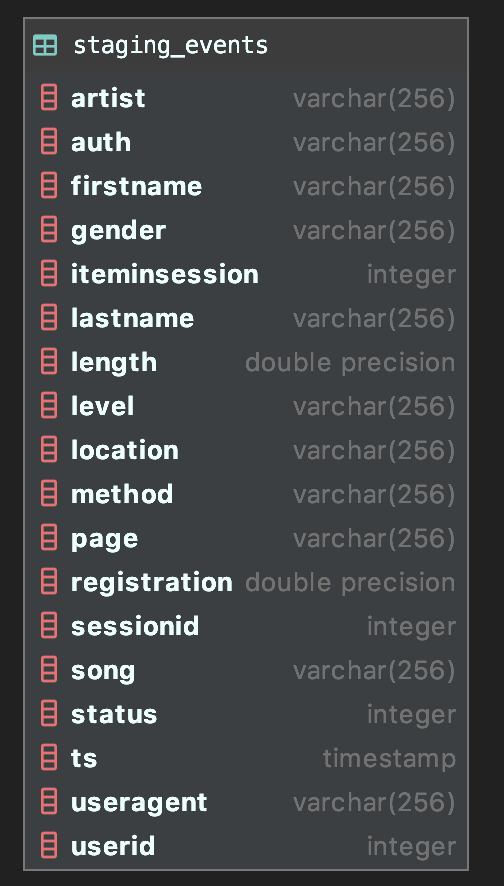 staging_events
artist varchar(256)
auth varchar(256)
firstname varchar(256)
gender varchar(256)
iteminsession integer
lastname varchar(256)
length double precision
level varchar(256)
location varchar(256)
method varchar(256)
page varchar(256)
registration double precision
sessionid integer
song varchar(256)
status integer
ts timestamp
useragent varchar(256)
userid integer